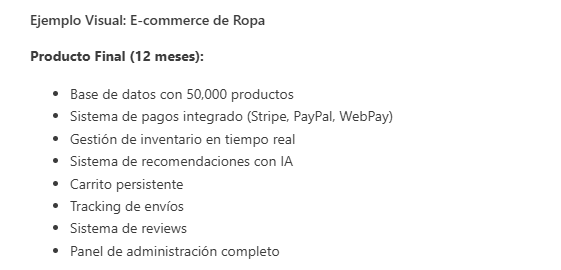 Ejemplo Visual: E-commerce de Ropa
Producto Final (12 meses):
• Base de datos con 50,000 productos
• Sistema de pagos integrado (Stripe, PayPal, WebPay)
• Gestión de inventario en tiempo real
• Sistema de recomendaciones con IA
• Carrito persistente
• Tracking de envíos
• Sistema de reviews
• Panel de administración completo